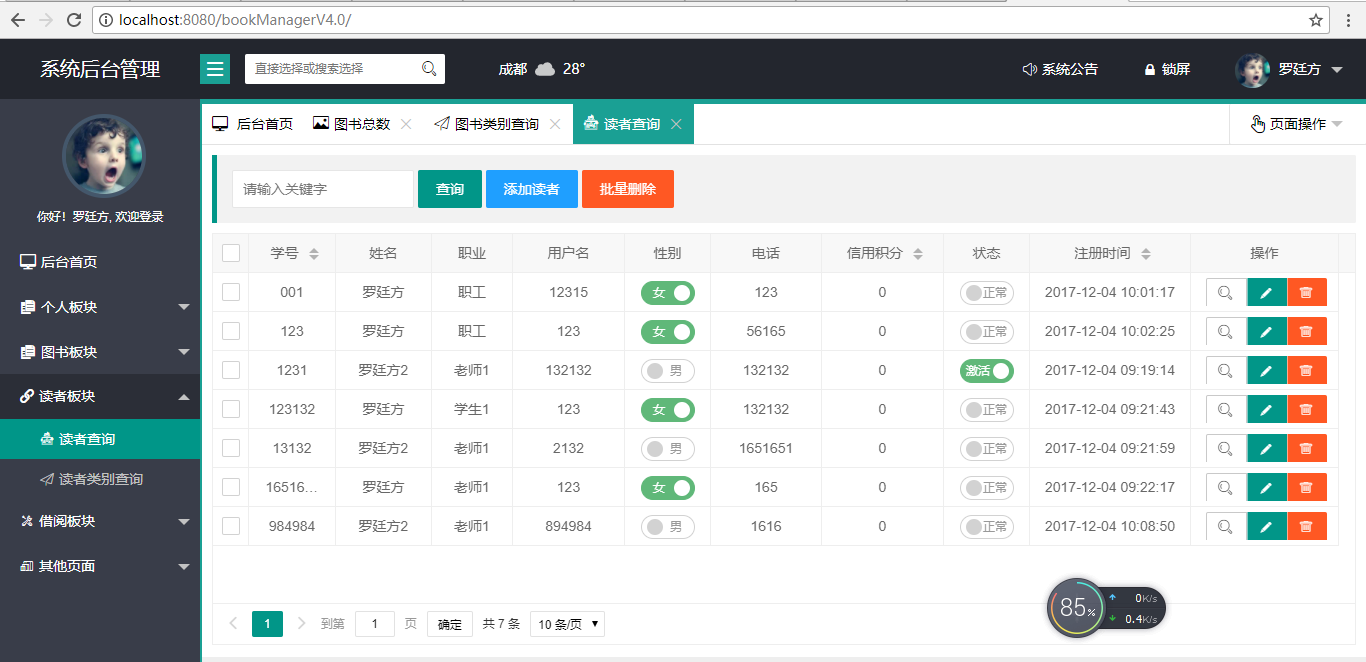 localhost:8080/bookManagerV4.0/
系统后台管理
直接选择或搜索选择
成都 28°
系统公告
锁屏
罗廷方
你好！罗廷方, 欢迎登录
后台首页
个人板块
图书板块
读者板块
读者查询
读者类别查询
借阅板块
其他页面
后台首页 图书总数 图书类别查询 读者查询 页面操作
请输入关键字 查询 添加读者 批量删除
学号 姓名 职业 用户名 性别 电话 信用积分 状态 注册时间 操作
001 罗廷方 职工 12315 女 123 0 正常 2017-12-04 10:01:17
123 罗廷方 职工 123 女 56165 0 正常 2017-12-04 10:02:25
1231 罗廷方2 老师1 132132 男 132132 0 激活 2017-12-04 09:19:14
123132 罗廷方 学生1 123 女 132132 0 正常 2017-12-04 09:21:43
13132 罗廷方2 老师1 2132 男 1651651 0 正常 2017-12-04 09:21:59
16516... 罗廷方 老师1 123 女 165 0 正常 2017-12-04 09:22:17
984984 罗廷方2 老师1 894984 男 1616 0 正常 2017-12-04 10:08:50
1 到第 1 页 确定 共 7 条 10 条/页
85%
0K/s
0.4K/s